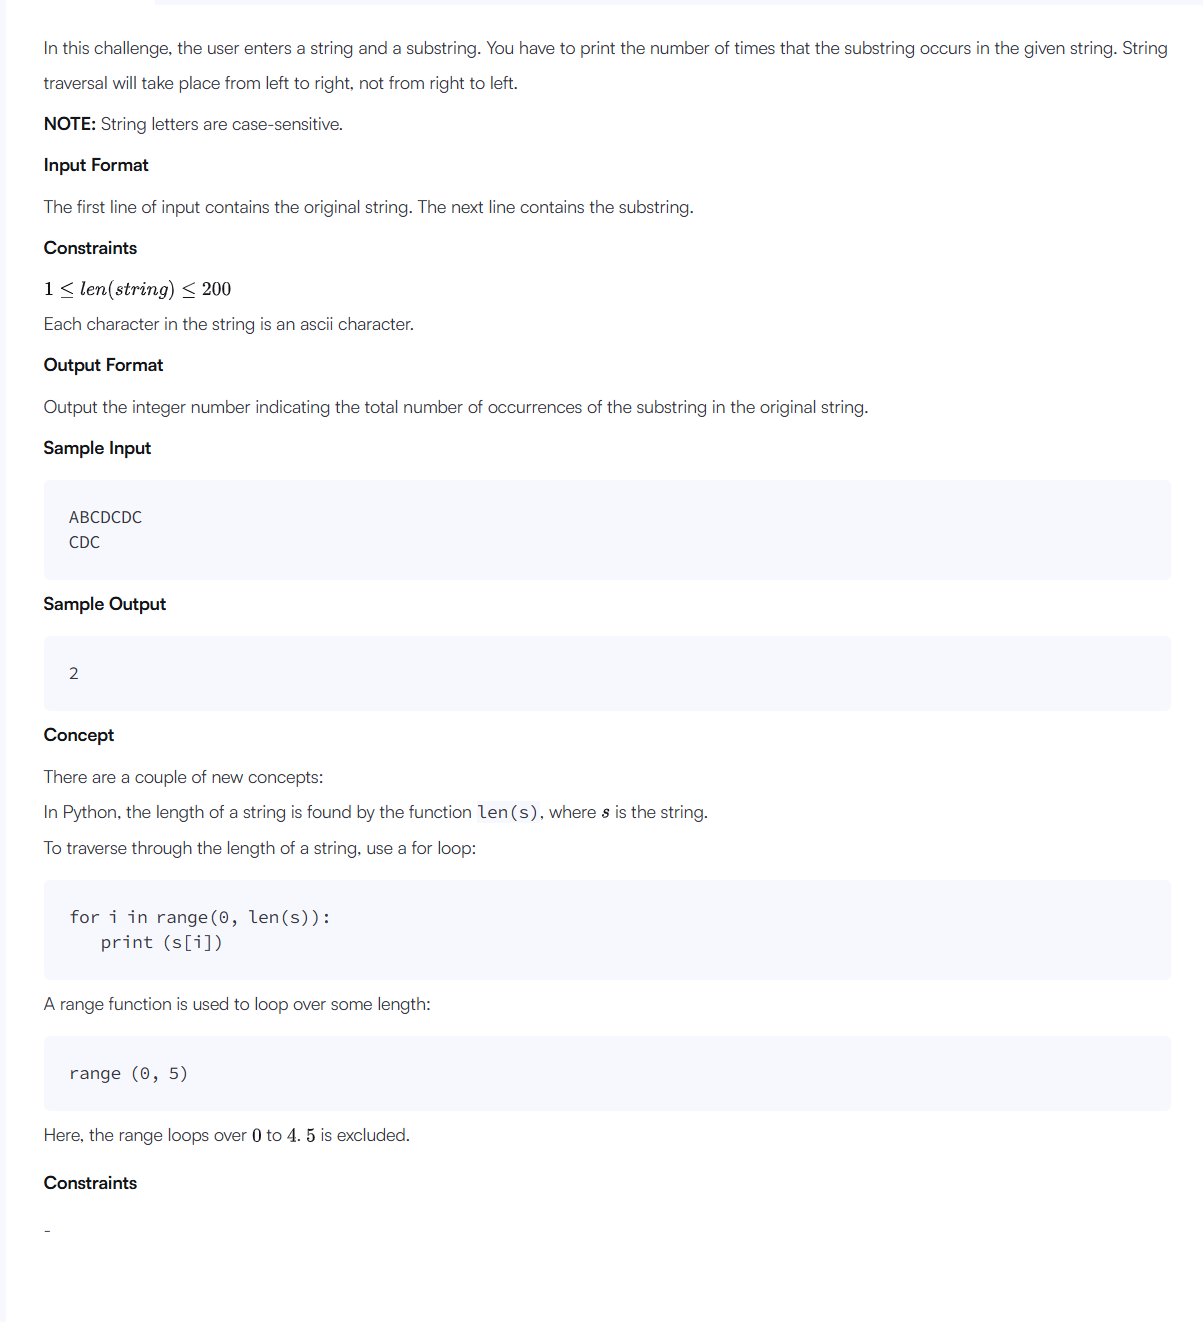 In this challenge, the user enters a string and a substring. You have to print the number of times that the substring occurs in the given string. String
traversal will take place from left to right, not from right to left.
NOTE: String letters are case-sensitive.
Input Format
The first line of input contains the original string. The next line contains the substring.
Constraints
1 ≤ len(string) ≤ 200
Each character in the string is an ascii character.
Output Format
Output the integer number indicating the total number of occurrences of the substring in the original string.
Sample Input
ABCDCDC
CDC
Sample Output
2
Concept
There are a couple of new concepts:
In Python, the length of a string is found by the function len(s), where s is the string.
To traverse through the length of a string, use a for loop:
for i in range(0, len(s)):
   print (s[i])
A range function is used to loop over some length:
range (0, 5)
Here, the range loops over 0 to 4. 5 is excluded.
Constraints
-